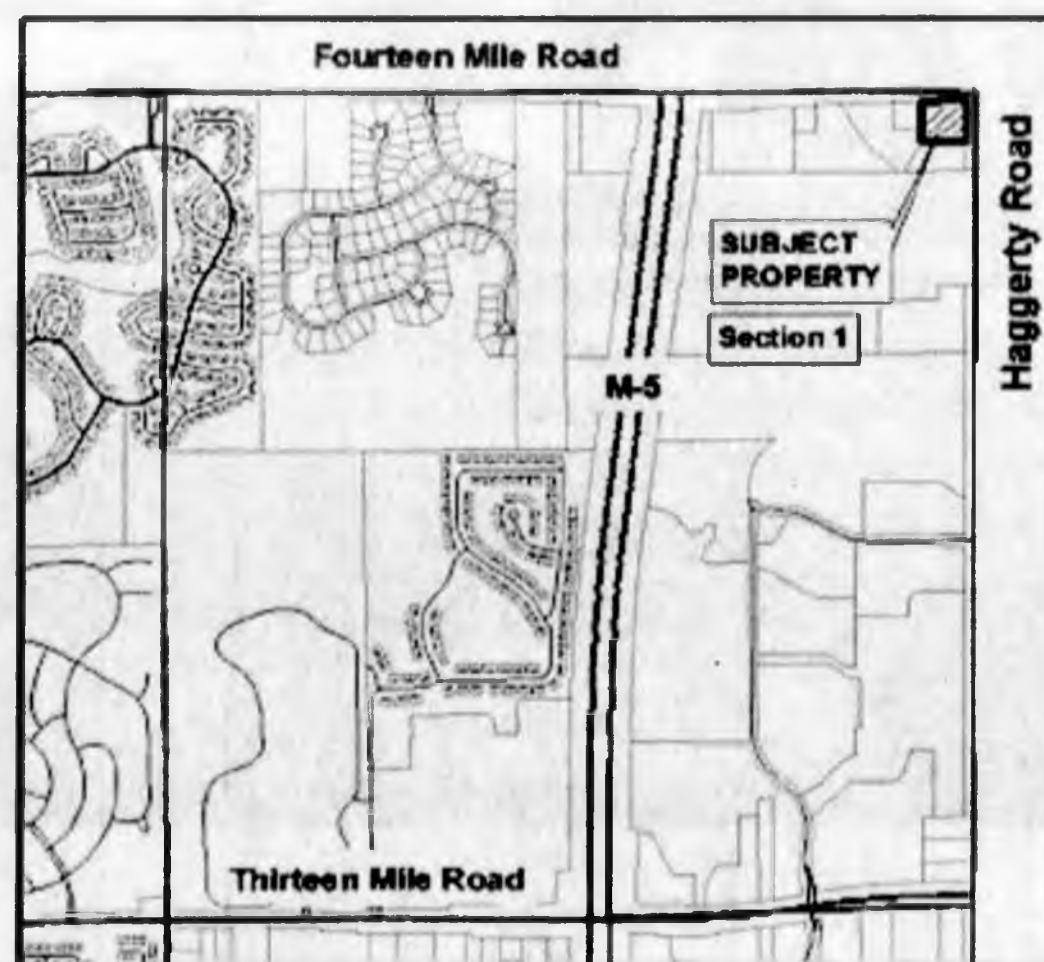 Fourteen Mile Road
Haggerty Road
SUBJECT
PROPERTY
Section 1
M-5
Thirteen Mile Road